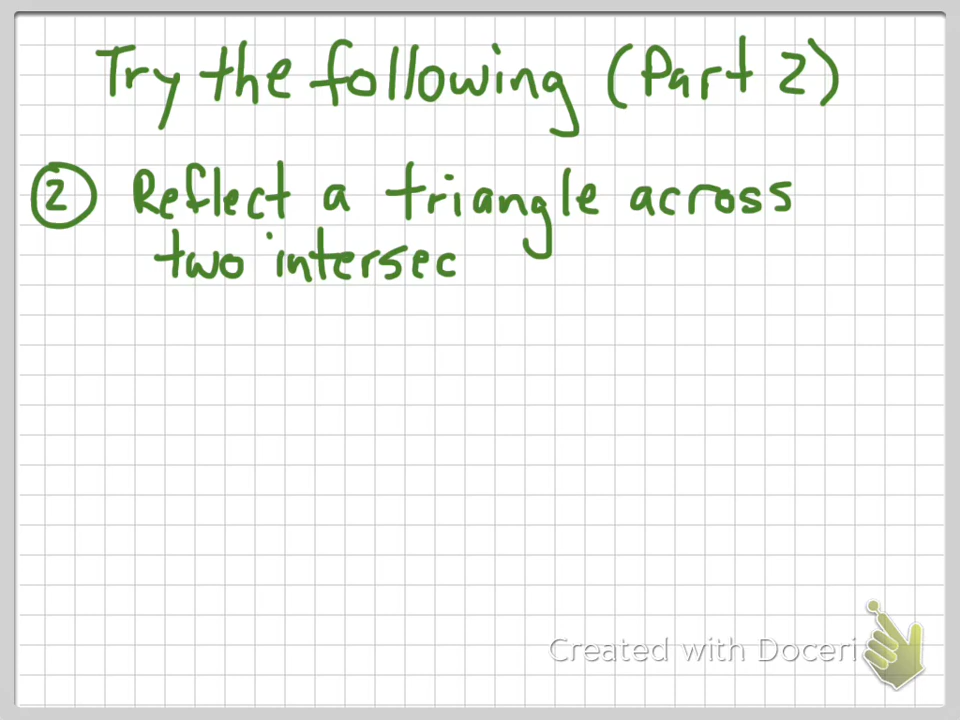 Try the following (Part 2)
2 Reflect a triangle across
two intersec
Created with Doceri